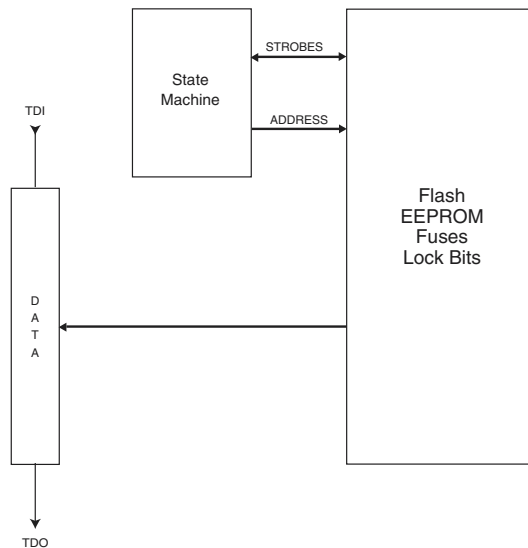 STROBES
State
Machine
TDI
ADDRESS
Flash
EEPROM
Fuses
Lock Bits
D
A
T
A
TDO